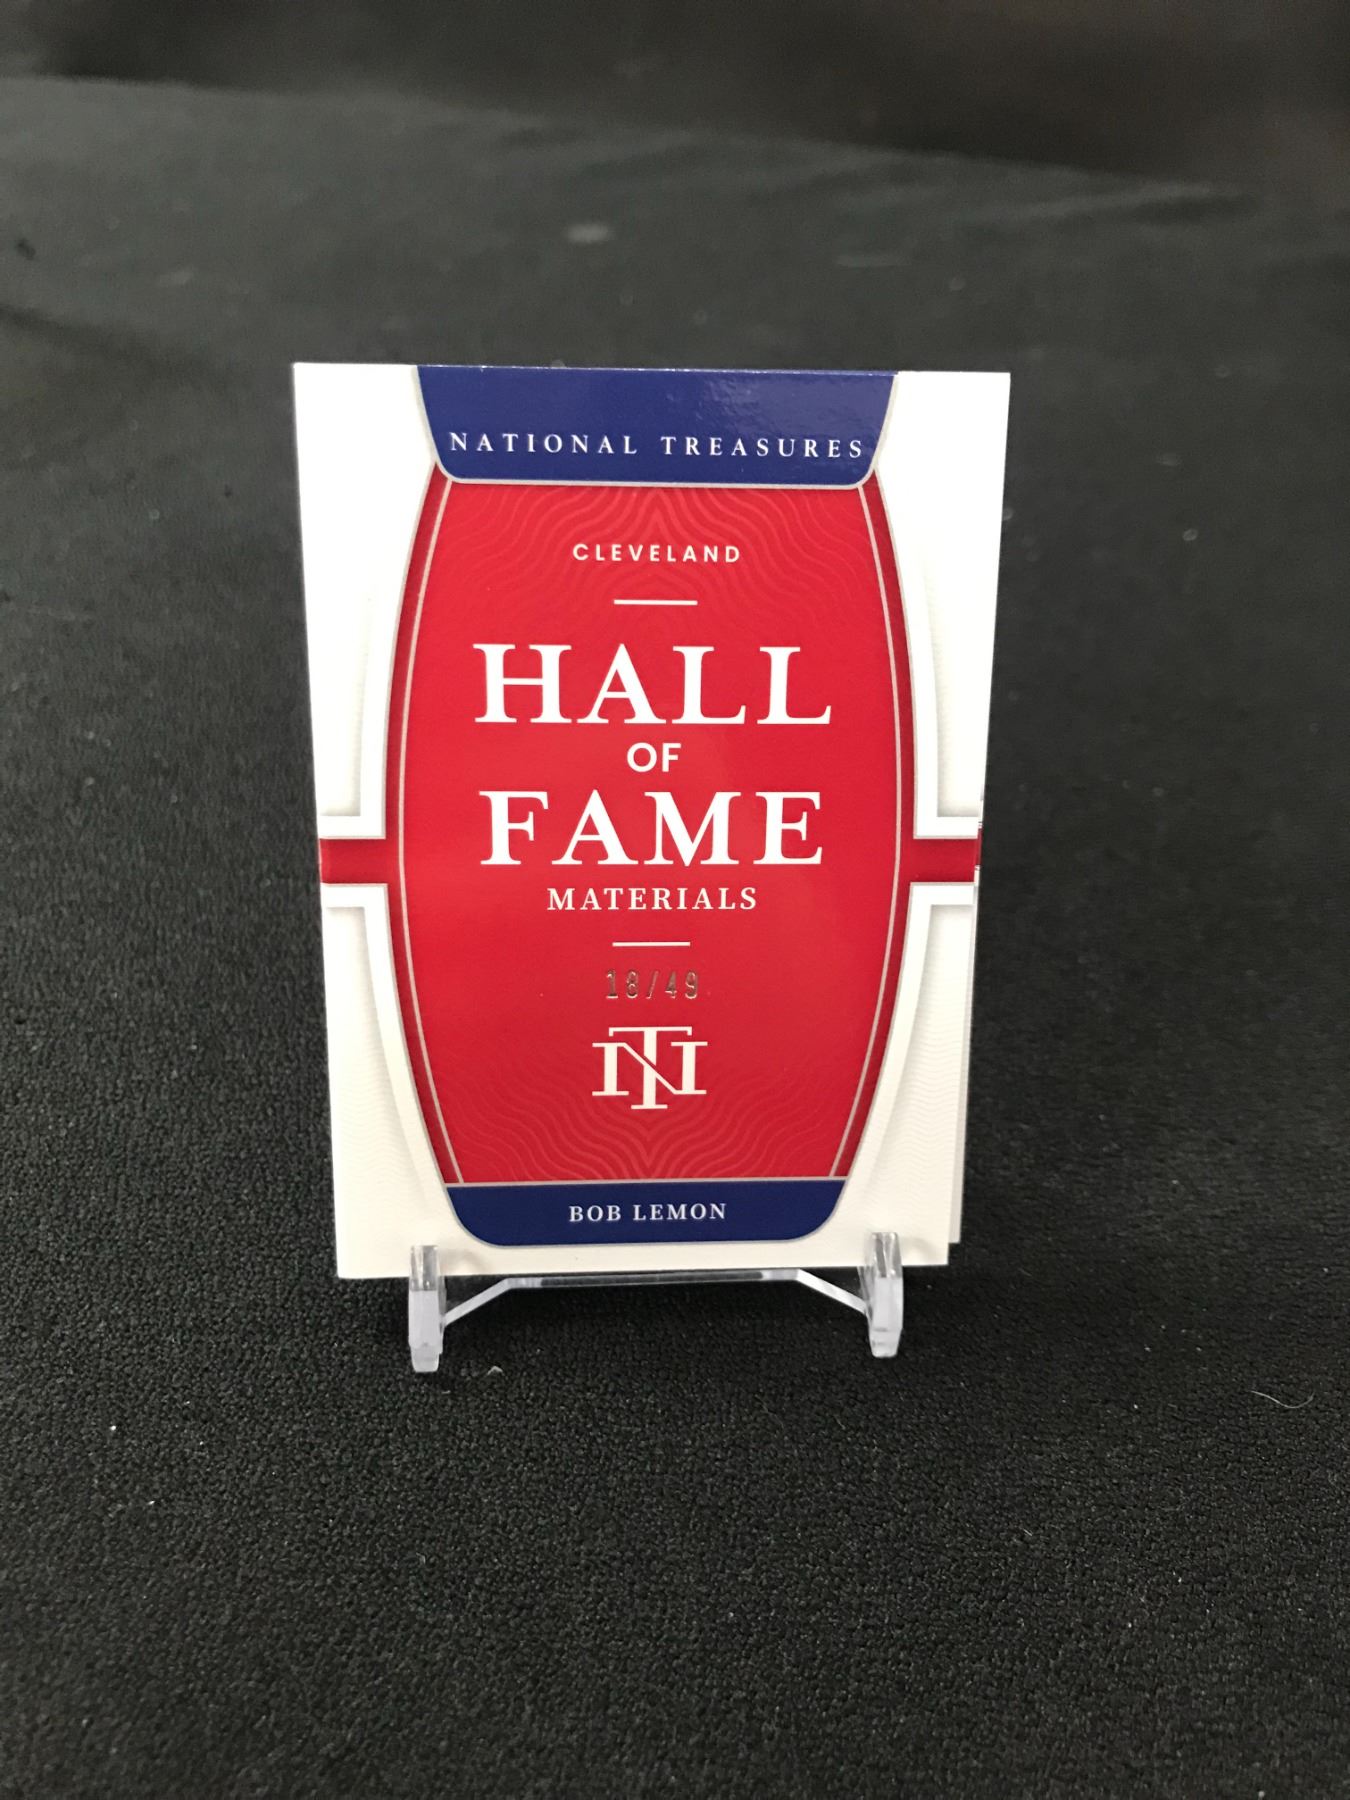 NATIONAL TREASURES
CLEVELAND
HALL
OF
FAME
MATERIALS
18/49
NT
BOB LEMON